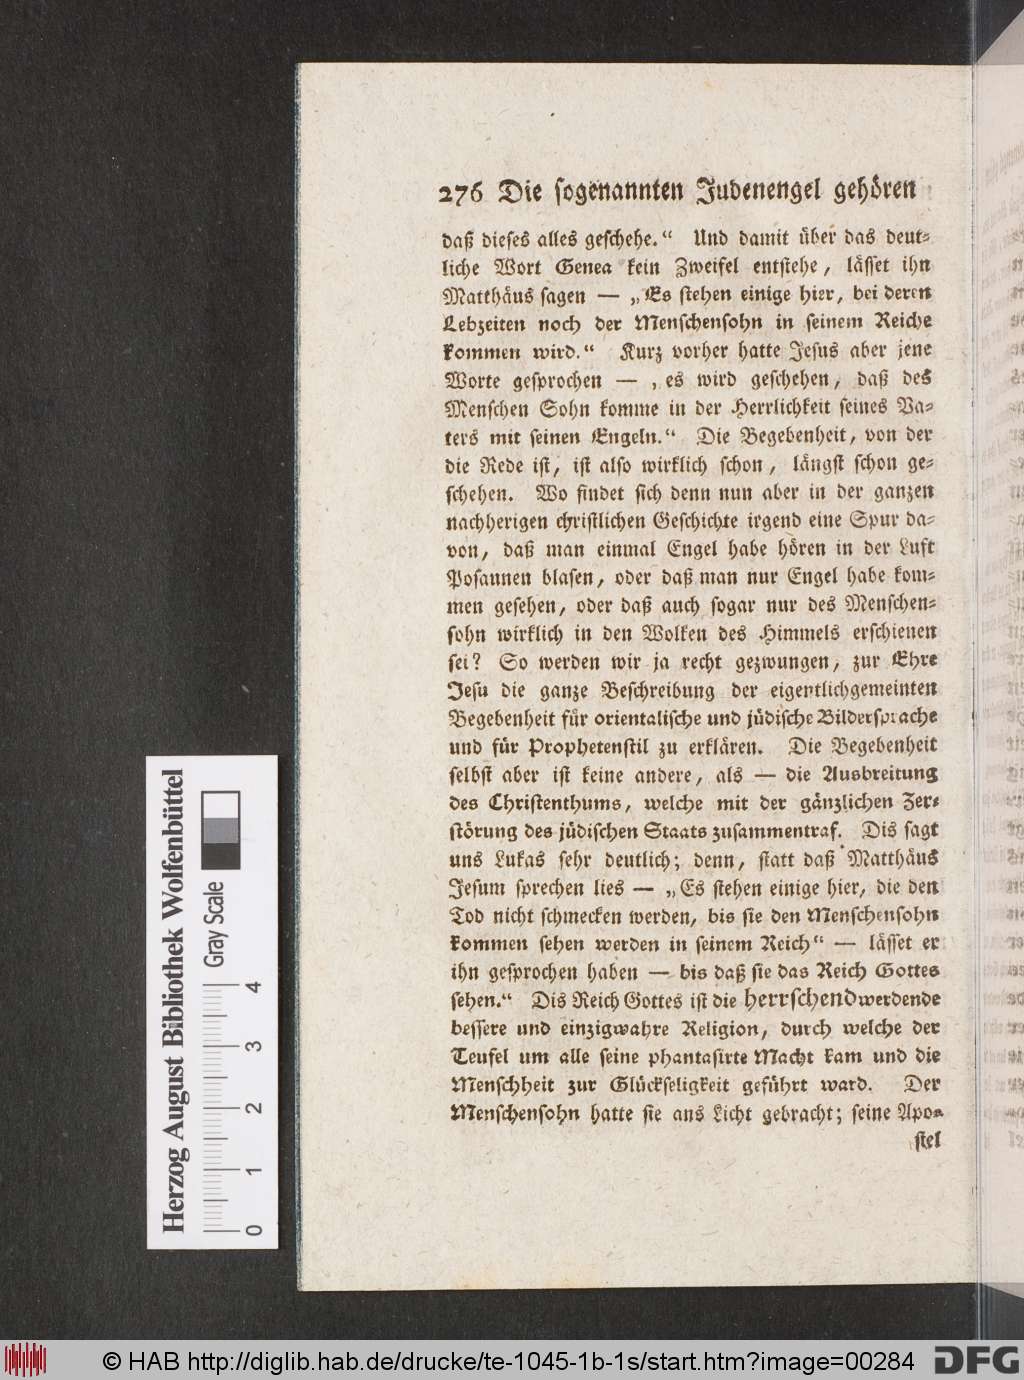 276 Die sogenannten Judenengel gehören
daß dieses alles geschehe.“ Und damit über das deut-
liche Wort Genea kein Zweifel entstehe, lässet ihn
Matthäus sagen — „Es stehen einige hier, bei deren
Lebzeiten noch der Menschensohn in seinem Reiche
kommen wird.“ Kurz vorher hatte Jesus aber jene
Worte gesprochen — „es wird geschehen, daß des
Menschen Sohn komme in der Herrlichkeit seines Va-
ters mit seinen Engeln.“ Die Begebenheit, von der
die Rede ist, ist also wirklich schon, längst schon ge-
schehen. Wo findet sich denn nun aber in der ganzen
nachherigen christlichen Geschichte irgend eine Spur da-
von, daß man einmal Engel habe hören in der Luft
Posaunen blasen, oder daß man nur Engel habe kom-
men gesehen, oder daß auch sogar nur des Menschen-
sohn wirklich in den Wolken des Himmels erschienen
sei? So werden wir ja recht gezwungen, zur Ehre
Jesu die ganze Beschreibung der eigentlichgemeinten
Begebenheit für orientalische und jüdische Bildersprache
und für Prophetenstil zu erklären. Die Begebenheit
selbst aber ist keine andere, als — die Ausbreitung
des Christenthums, welche mit der gänzlichen Zer-
störung des jüdischen Staats zusammentraf. Dis sagt
uns Lukas sehr deutlich; denn, statt daß Matthäus
Jesum sprechen lies — „Es stehen einige hier, die den
Tod nicht schmecken werden, bis sie den Menschensohn
kommen sehen werden in seinem Reich“ — lässet er
ihn gesprochen haben — bis daß sie das Reich Gottes
sehen.“ Dis Reich Gottes ist die herrschendwerdende
bessere und einzigwahre Religion, durch welche der
Teufel um alle seine phantasirte Macht kam und die
Menschheit zur Glückseligkeit geführt ward. Der
Menschensohn hatte sie ans Licht gebracht; seine Apo-
stel
Herzog August Bibliothek Wolfenbüttel
Gray Scale
0 1 2 3 4
© HAB http://diglib.hab.de/drucke/te-1045-1b-1s/start.htm?image=00284
DFG